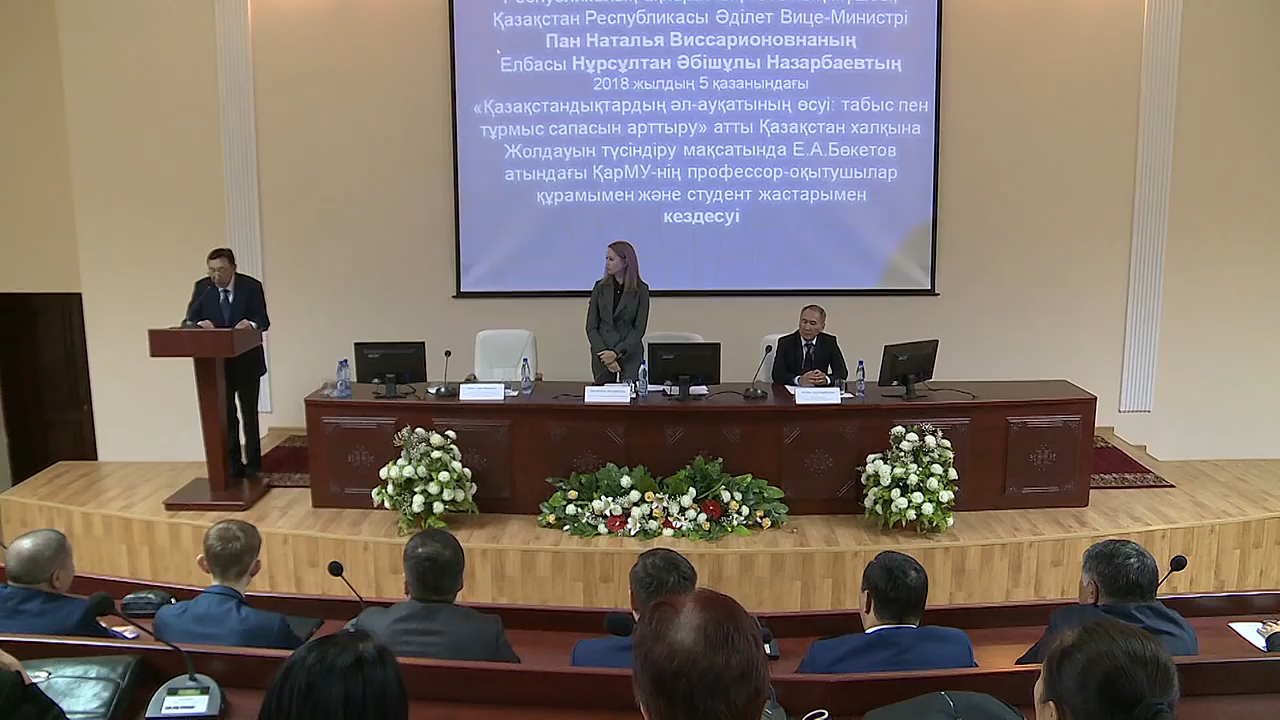 Қазақстан Республикасы Әділет Вице-Министрі
Пан Наталья Виссарионовнаның
Елбасы Нұрсұлтан Әбішұлы Назарбаевтың
2018 жылдың 5 қазанындағы
«Қазақстандықтардың әл-ауқатының өсуі: табыс пен
тұрмыс сапасын арттыру» атты Қазақстан халқына
Жолдауын түсіндіру мақсатында Е.А.Бөкетов
атындағы ҚарМУ-нің профессор-оқытушылар
құрамымен және студент жастарымен
кездесуі